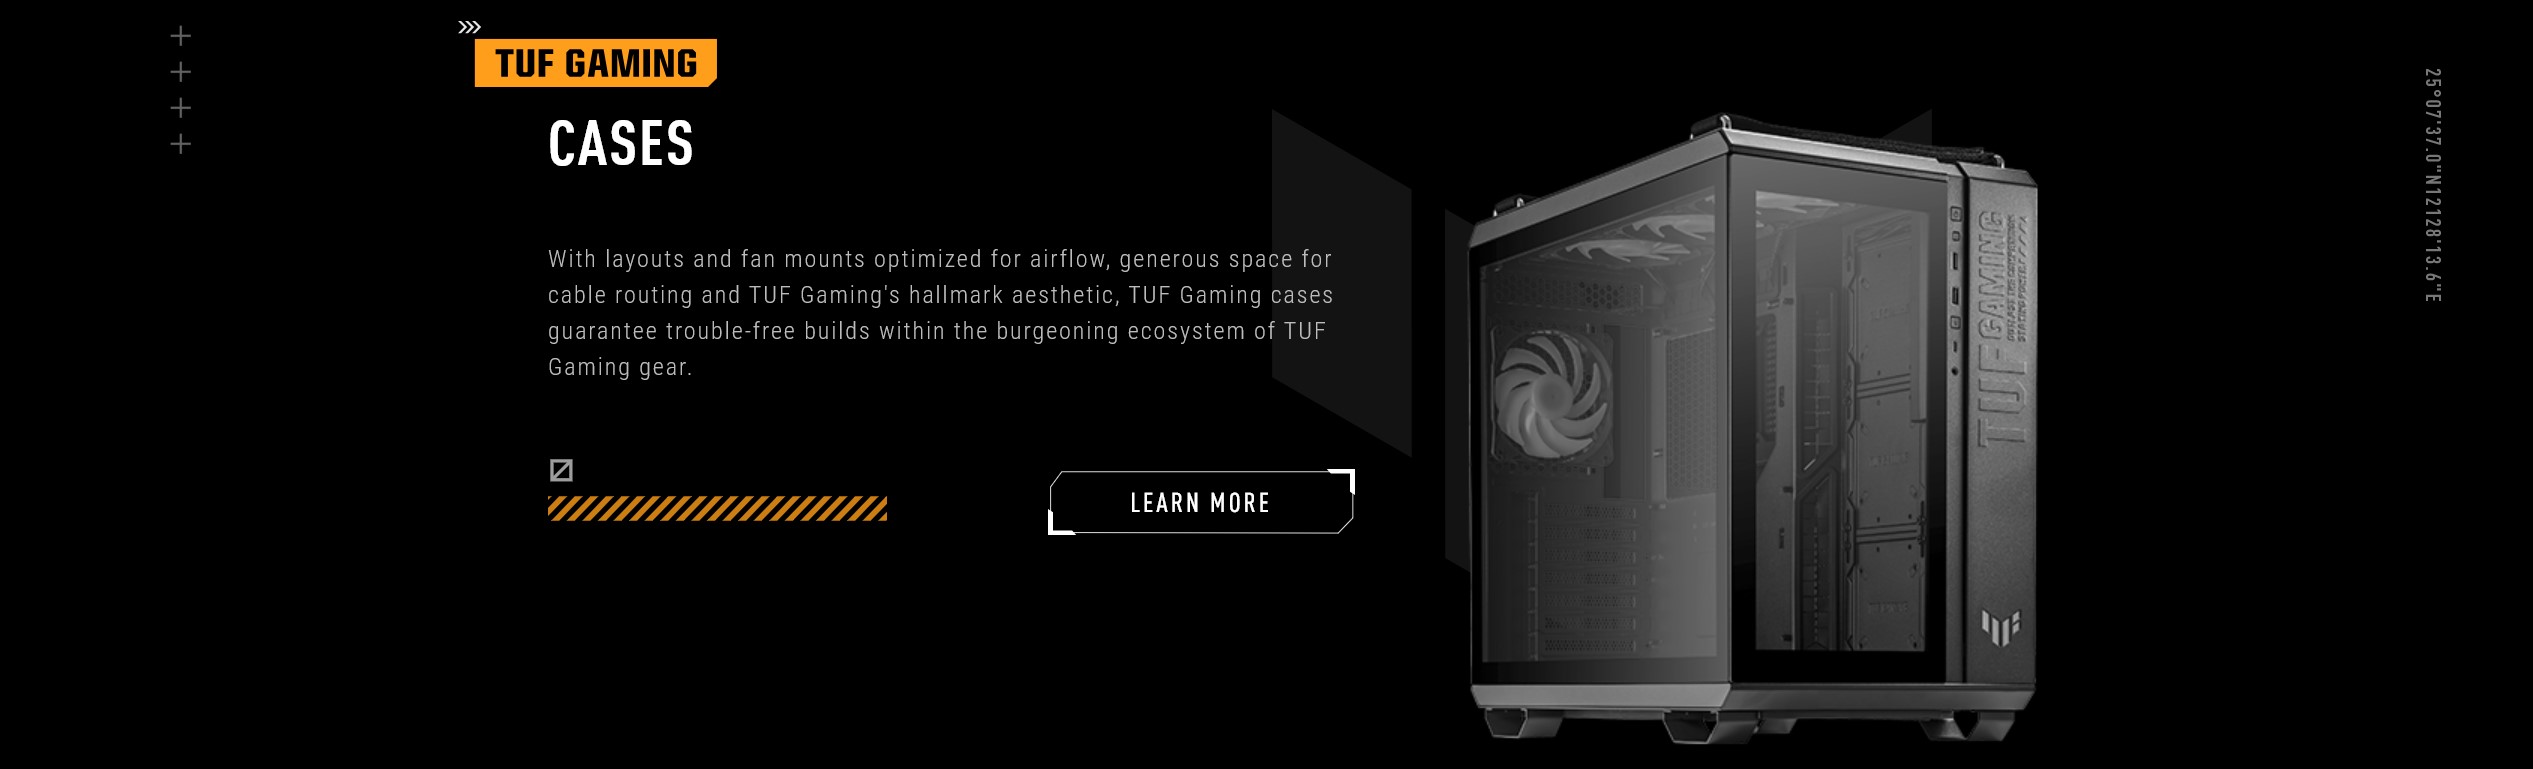 TUF GAMING
CASES
With layouts and fan mounts optimized for airflow, generous space for
cable routing and TUF Gaming's hallmark aesthetic, TUF Gaming cases
guarantee trouble-free builds within the burgeoning ecosystem of TUF
Gaming gear.
LEARN MORE
TUF GAMING
25°07'37.0"N12128'13.6"E